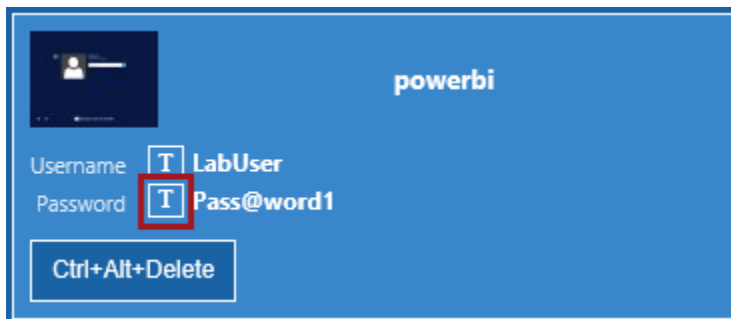 powerbi
Username T LabUser
Password T Pass@word1
Ctrl+Alt+Delete